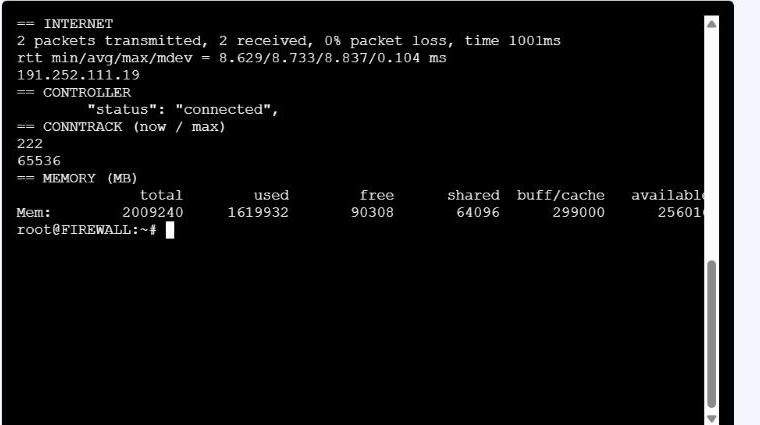 == INTERNET
2 packets transmitted, 2 received, 0% packet loss, time 1001ms
rtt min/avg/max/mdev = 8.629/8.733/8.837/0.104 ms
191.252.111.19
== CONTROLLER
"status": "connected",
== CONNTRACK (now / max)
222
65536
== MEMORY (MB)
total used free shared buff/cache available
Mem: 2009240 1619932 90308 64096 299000 25601
root@FIREWALL:~#